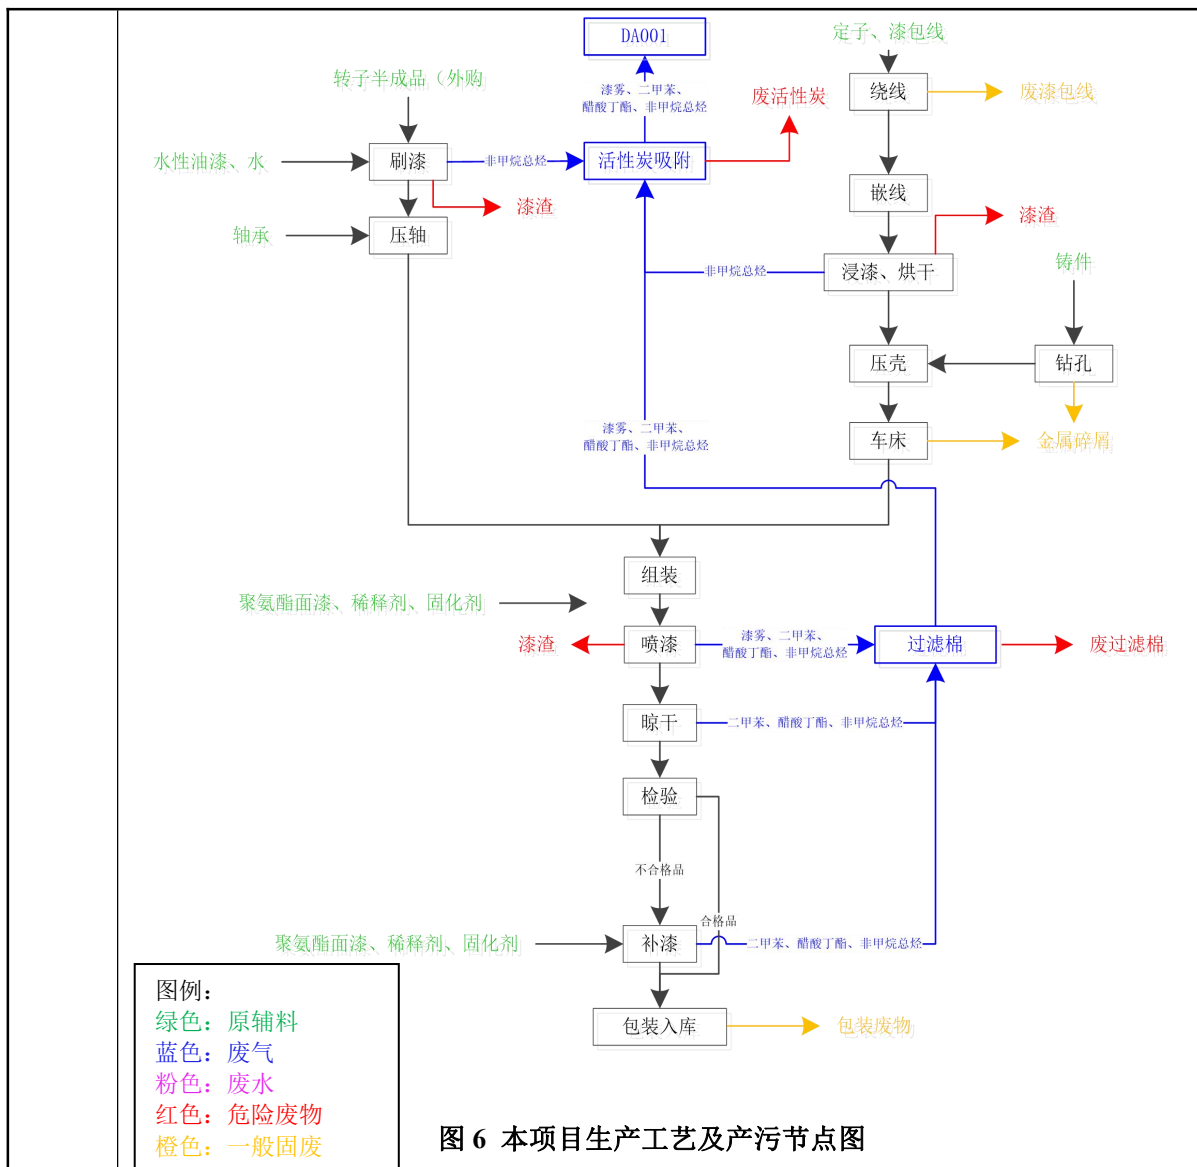 DA001
定子、漆包线
转子半成品（外购
漆雾、二甲苯、
醋酸丁酯、非甲烷总烃
废活性炭
绕线
废漆包线
水性油漆、水
刷漆
非甲烷总烃
活性炭吸附
嵌线
漆渣
漆渣
轴承
压轴
非甲烷总烃
浸漆、烘干
铸件
压壳
钻孔
漆雾、二甲苯、
醋酸丁酯、非甲烷总烃
车床
金属碎屑
组装
聚氨酯面漆、稀释剂、固化剂
漆渣
喷漆
漆雾、二甲苯、
醋酸丁酯、非甲烷总烃
过滤棉
废过滤棉
晾干
二甲苯、醋酸丁酯、非甲烷总烃
检验
不合格品
合格品
聚氨酯面漆、稀释剂、固化剂
补漆
二甲苯、醋酸丁酯、非甲烷总烃
包装入库
包装废物
图例：
绿色：原辅料
蓝色：废气
粉色：废水
红色：危险废物
橙色：一般固废
图 6 本项目生产工艺及产污节点图